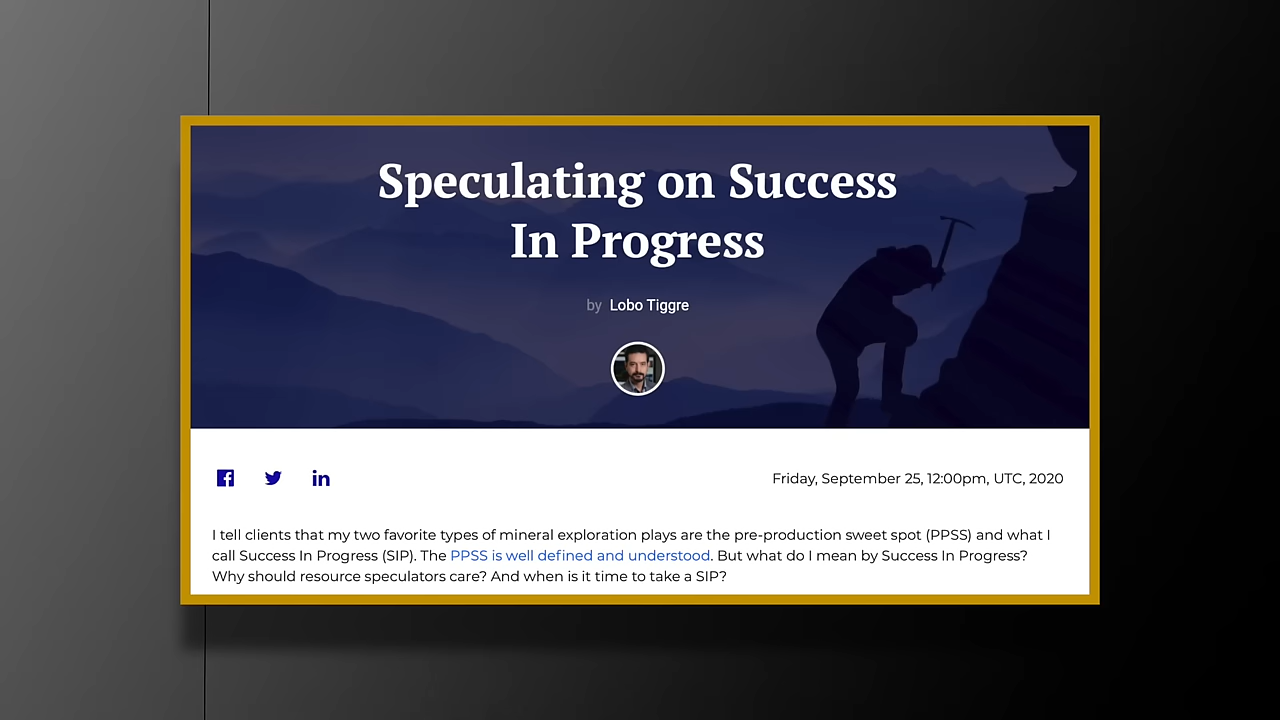 Speculating on Success
In Progress
by Lobo Tiggre
Friday, September 25, 12:00pm, UTC, 2020
I tell clients that my two favorite types of mineral exploration plays are the pre-production sweet spot (PPSS) and what I
call Success In Progress (SIP). The PPSS is well defined and understood. But what do I mean by Success In Progress?
Why should resource speculators care? And when is it time to take a SIP?